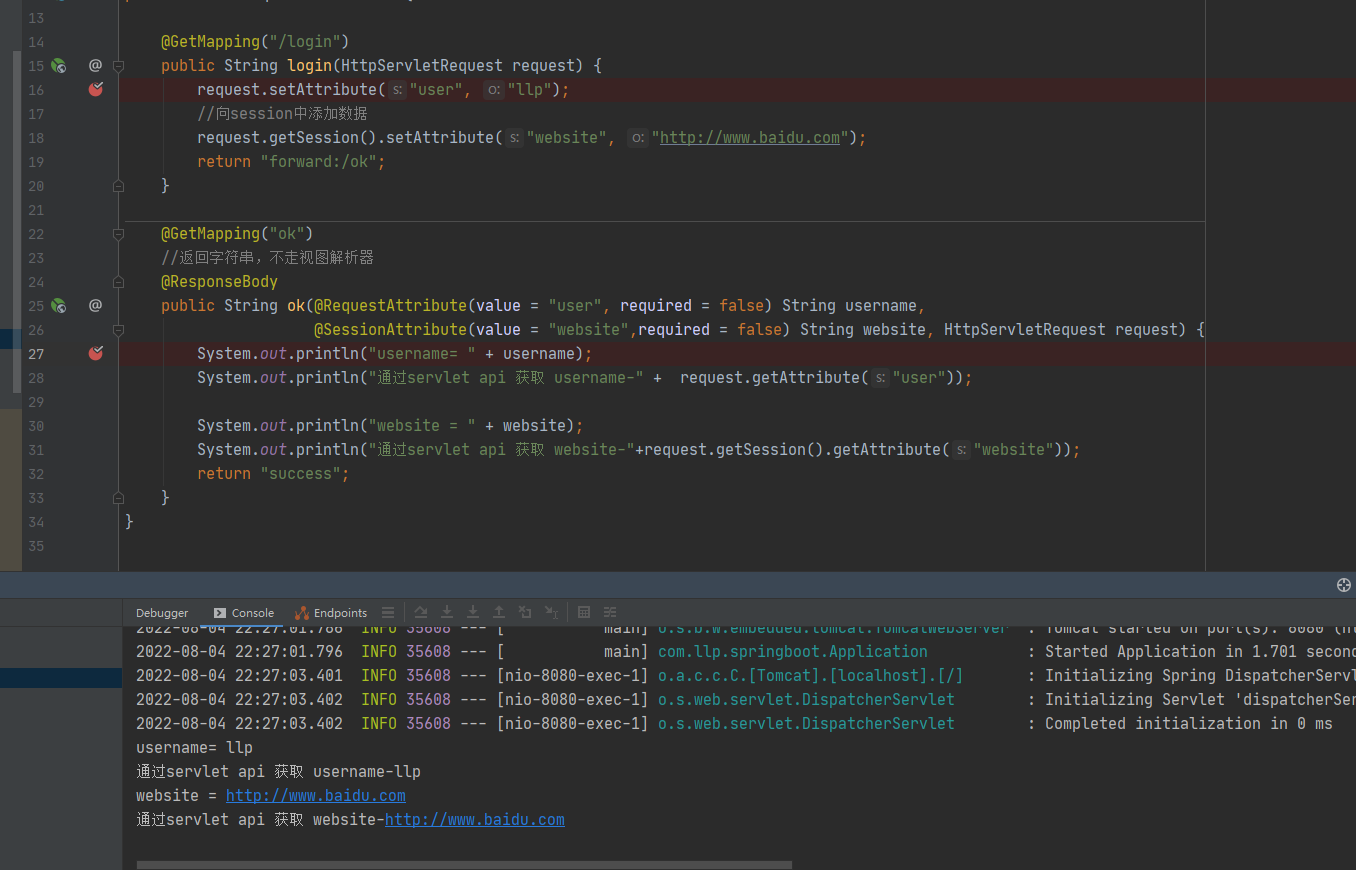 13
14 @GetMapping("/login")
15 @ public String login(HttpServletRequest request) {
16 request.setAttribute( s: "user", o: "llp");
17 //向session中添加数据
18 request.getSession().setAttribute( s: "website", o: "http://www.baidu.com");
19 return "forward:/ok";
20 }
21
22 @GetMapping("ok")
23 //返回字符串，不走视图解析器
24 @ResponseBody
25 @ public String ok(@RequestAttribute(value = "user", required = false) String username,
26 @SessionAttribute(value = "website",required = false) String website, HttpServletRequest request) {
27 System.out.println("username= " + username);
28 System.out.println("通过servlet api 获取 username-" +  request.getAttribute( s: "user"));
29
30 System.out.println("website = " + website);
31 System.out.println("通过servlet api 获取 website-"+request.getSession().getAttribute( s: "website"));
32 return "success";
33 }
34 }
35
Debugger Console Endpoints
2022-08-04 22:27:01.786 INFO 35608 --- [ main] o.s.b.w.embedded.tomcat.TomcatWebServer : Tomcat started on port(s): 8080
2022-08-04 22:27:01.796 INFO 35608 --- [ main] com.llp.springboot.Application : Started Application in 1.701
2022-08-04 22:27:03.401 INFO 35608 --- [nio-8080-exec-1] o.a.c.c.C.[Tomcat].[localhost].[/] : Initializing Spring
2022-08-04 22:27:03.402 INFO 35608 --- [nio-8080-exec-1] o.s.web.servlet.DispatcherServlet : Initializing Servlet
2022-08-04 22:27:03.402 INFO 35608 --- [nio-8080-exec-1] o.s.web.servlet.DispatcherServlet : Completed initialization in 0 ms
username= llp
通过servlet api 获取 username-llp
website = http://www.baidu.com
通过servlet api 获取 website-http://www.baidu.com